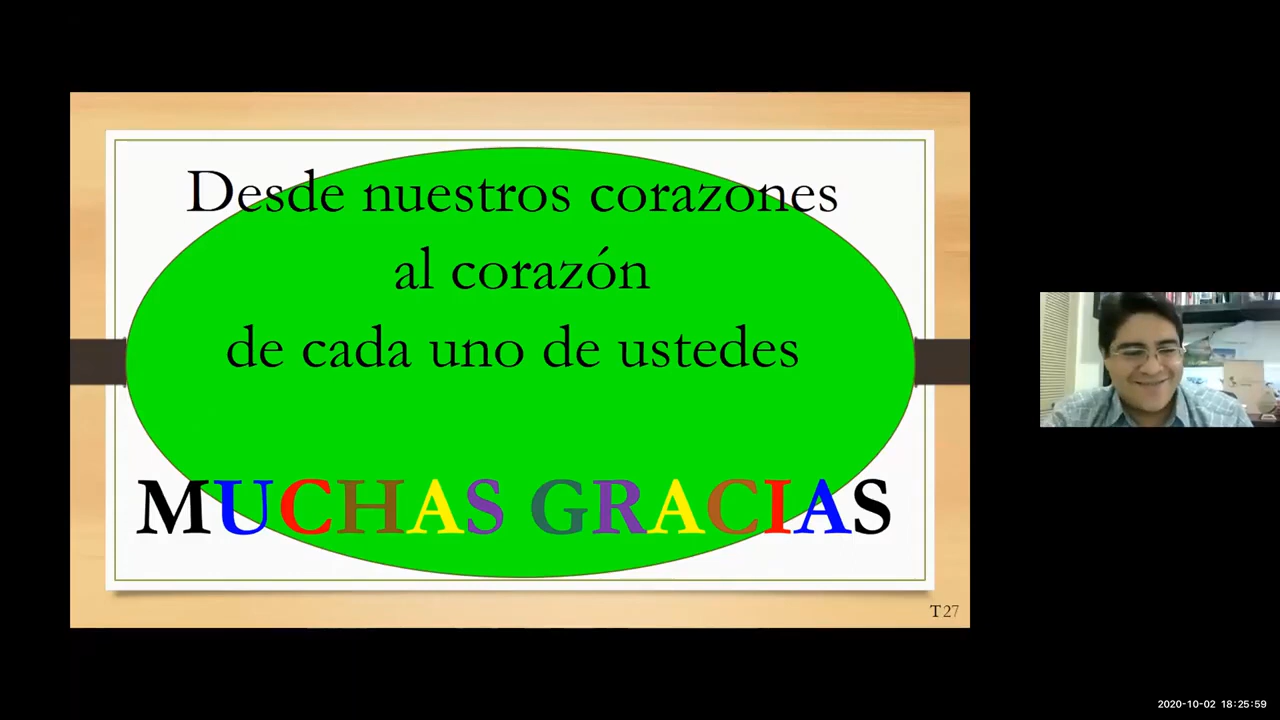 Desde nuestros corazones
al corazón
de cada uno de ustedes
MUCHAS GRACIAS
T27
2020-10-02 18:25:59